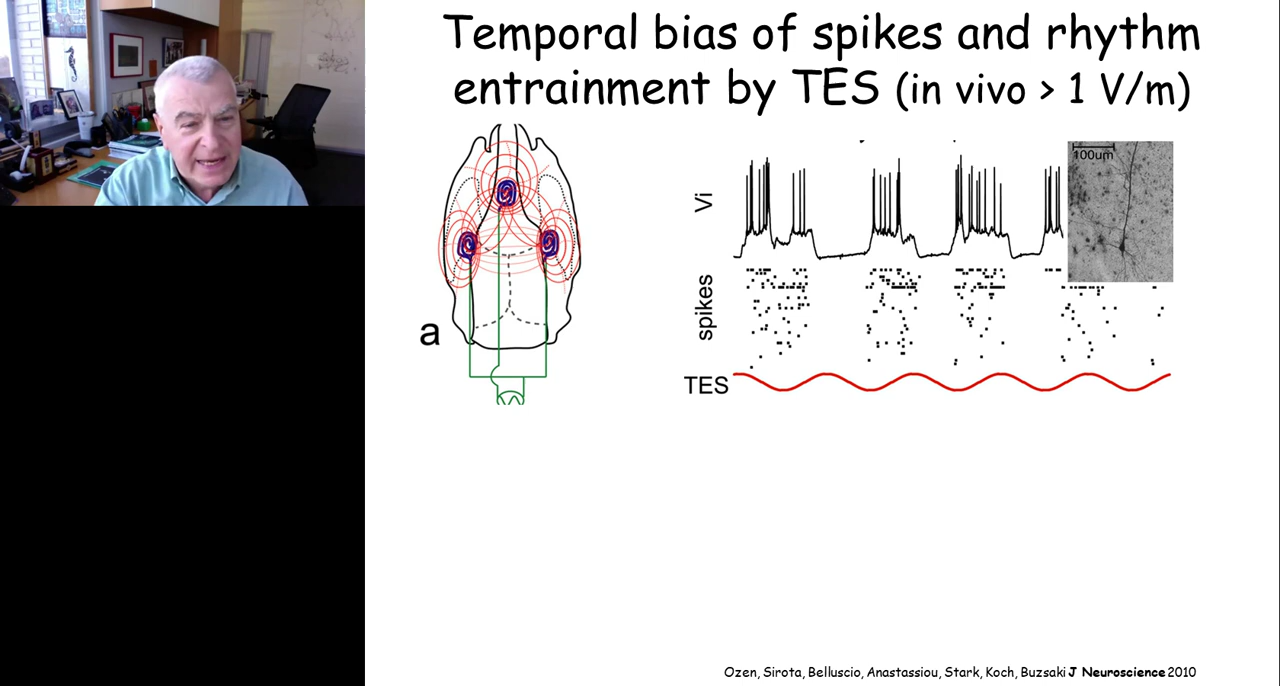 Temporal bias of spikes and rhythm
entrainment by TES (in vivo > 1 V/m)
a
Vi
100um
spikes
TES
Ozen, Sirota, Belluscio, Anastassiou, Stark, Koch, Buzsaki J Neuroscience 2010